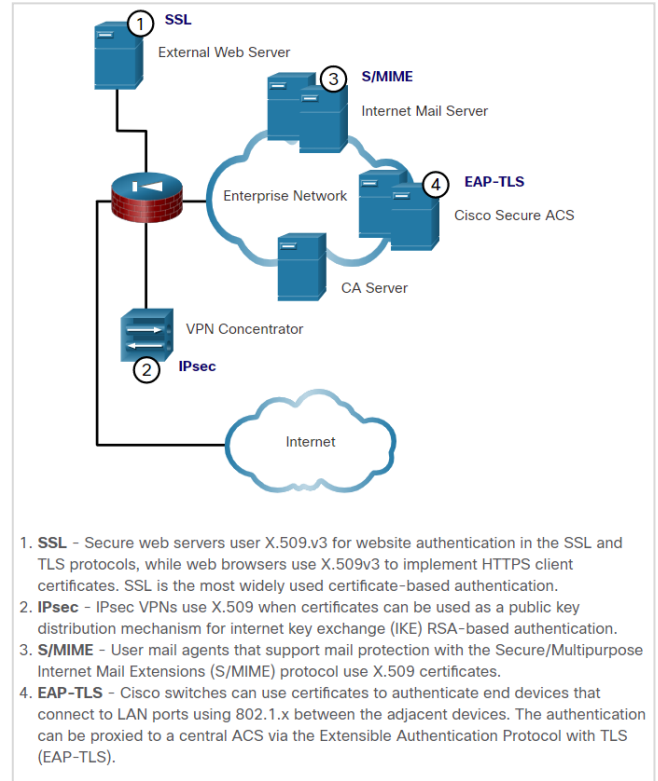 1 SSL
External Web Server
3 S/MIME
Internet Mail Server
4 EAP-TLS
Enterprise Network
Cisco Secure ACS
CA Server
VPN Concentrator
2 IPsec
Internet
1. SSL - Secure web servers user X.509.v3 for website authentication in the SSL and
TLS protocols, while web browsers use X.509v3 to implement HTTPS client
certificates. SSL is the most widely used certificate-based authentication.
2. IPsec - IPsec VPNs use X.509 when certificates can be used as a public key
distribution mechanism for internet key exchange (IKE) RSA-based authentication.
3. S/MIME - User mail agents that support mail protection with the Secure/Multipurpose
Internet Mail Extensions (S/MIME) protocol use X.509 certificates.
4. EAP-TLS - Cisco switches can use certificates to authenticate end devices that
connect to LAN ports using 802.1.x between the adjacent devices. The authentication
can be proxied to a central ACS via the Extensible Authentication Protocol with TLS
(EAP-TLS).